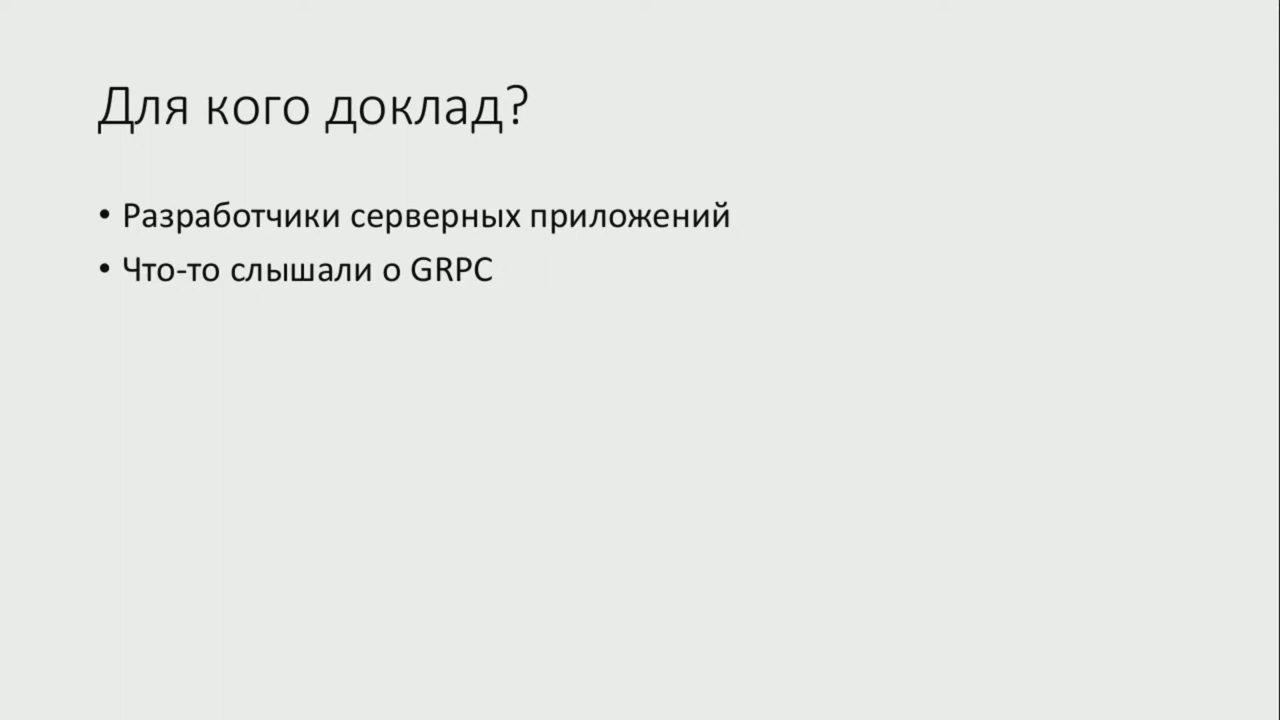 Для кого доклад?
• Разработчики серверных приложений
• Что-то слышали о GRPC